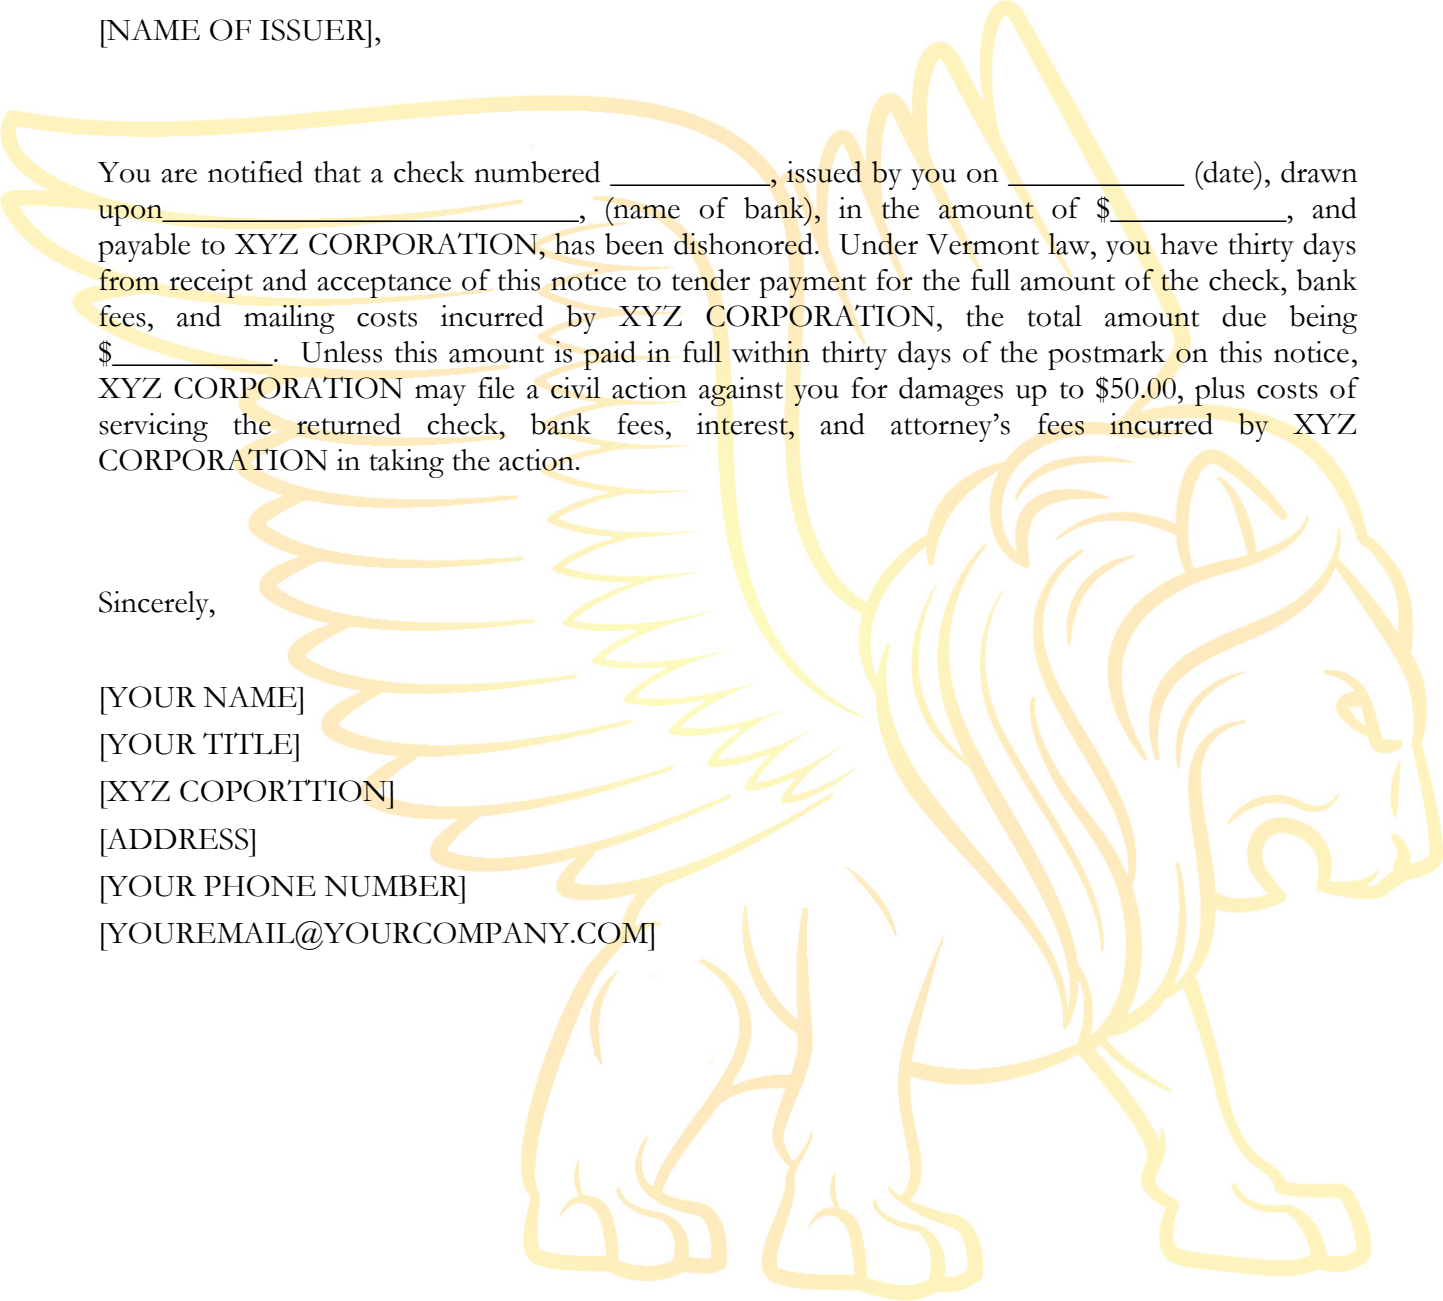 [NAME OF ISSUER],
You are notified that a check numbered __________, issued by you on ___________ (date), drawn
upon__________________________, (name of bank), in the amount of $___________, and
payable to XYZ CORPORATION, has been dishonored. Under Vermont law, you have thirty days
from receipt and acceptance of this notice to tender payment for the full amount of the check, bank
fees, and mailing costs incurred by XYZ CORPORATION, the total amount due being
$__________. Unless this amount is paid in full within thirty days of the postmark on this notice,
XYZ CORPORATION may file a civil action against you for damages up to $50.00, plus costs of
servicing the returned check, bank fees, interest, and attorney’s fees incurred by XYZ
CORPORATION in taking the action.
Sincerely,
[YOUR NAME]
[YOUR TITLE]
[XYZ COPORTTION]
[ADDRESS]
[YOUR PHONE NUMBER]
[YOUREMAIL@YOURCOMPANY.COM]